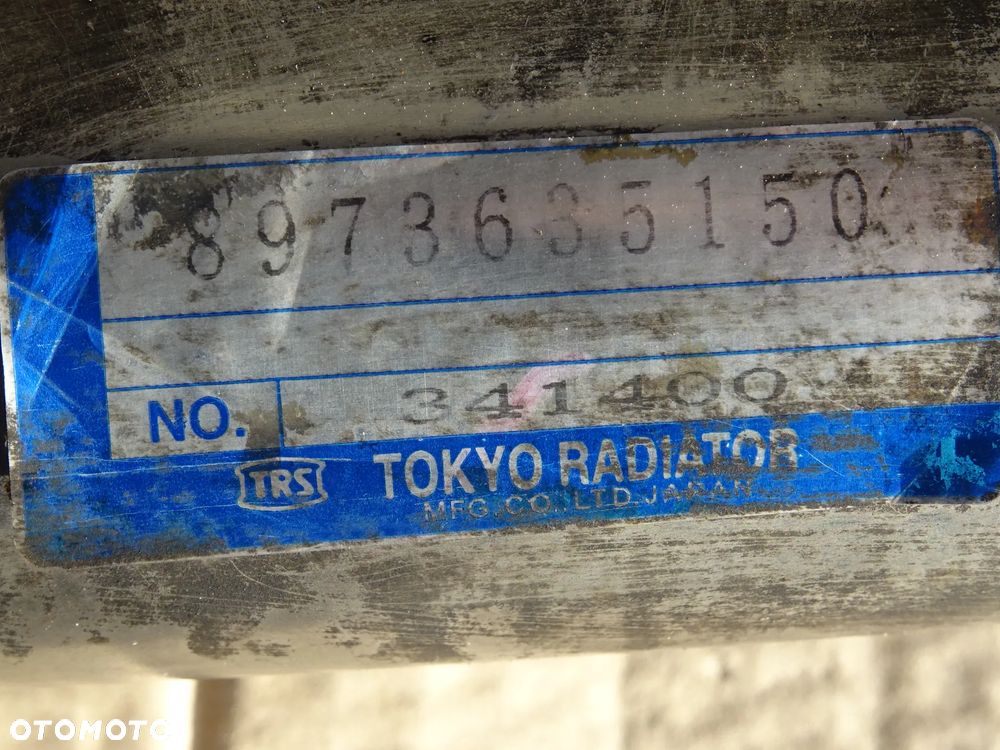 8973635150
NO. 341400
TRS TOKYO RADIATOR
MFG.CO.,LTD.JAPAN
OTOMOTO